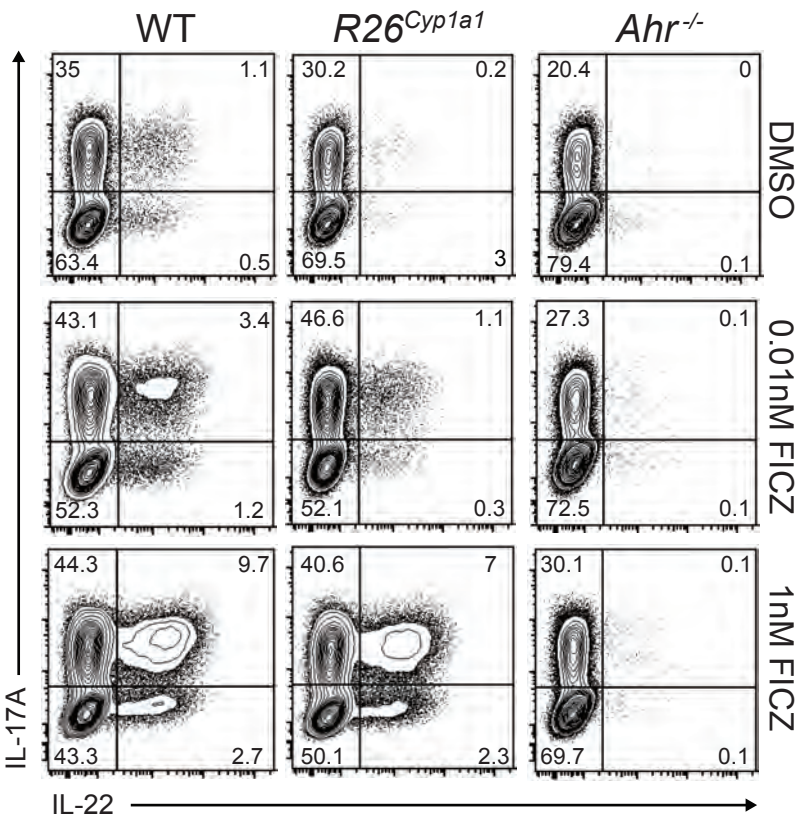 WT R26Cyp1a1 Ahr-/-
35 1.1 30.2 0.2 20.4 0
63.4 0.5 69.5 3 79.4 0.1
DMSO
43.1 3.4 46.6 1.1 27.3 0.1
52.3 1.2 52.1 0.3 72.5 0.1
0.01nM FICZ
44.3 9.7 40.6 7 30.1 0.1
43.3 2.7 50.1 2.3 69.7 0.1
1nM FICZ
IL-17A
IL-22